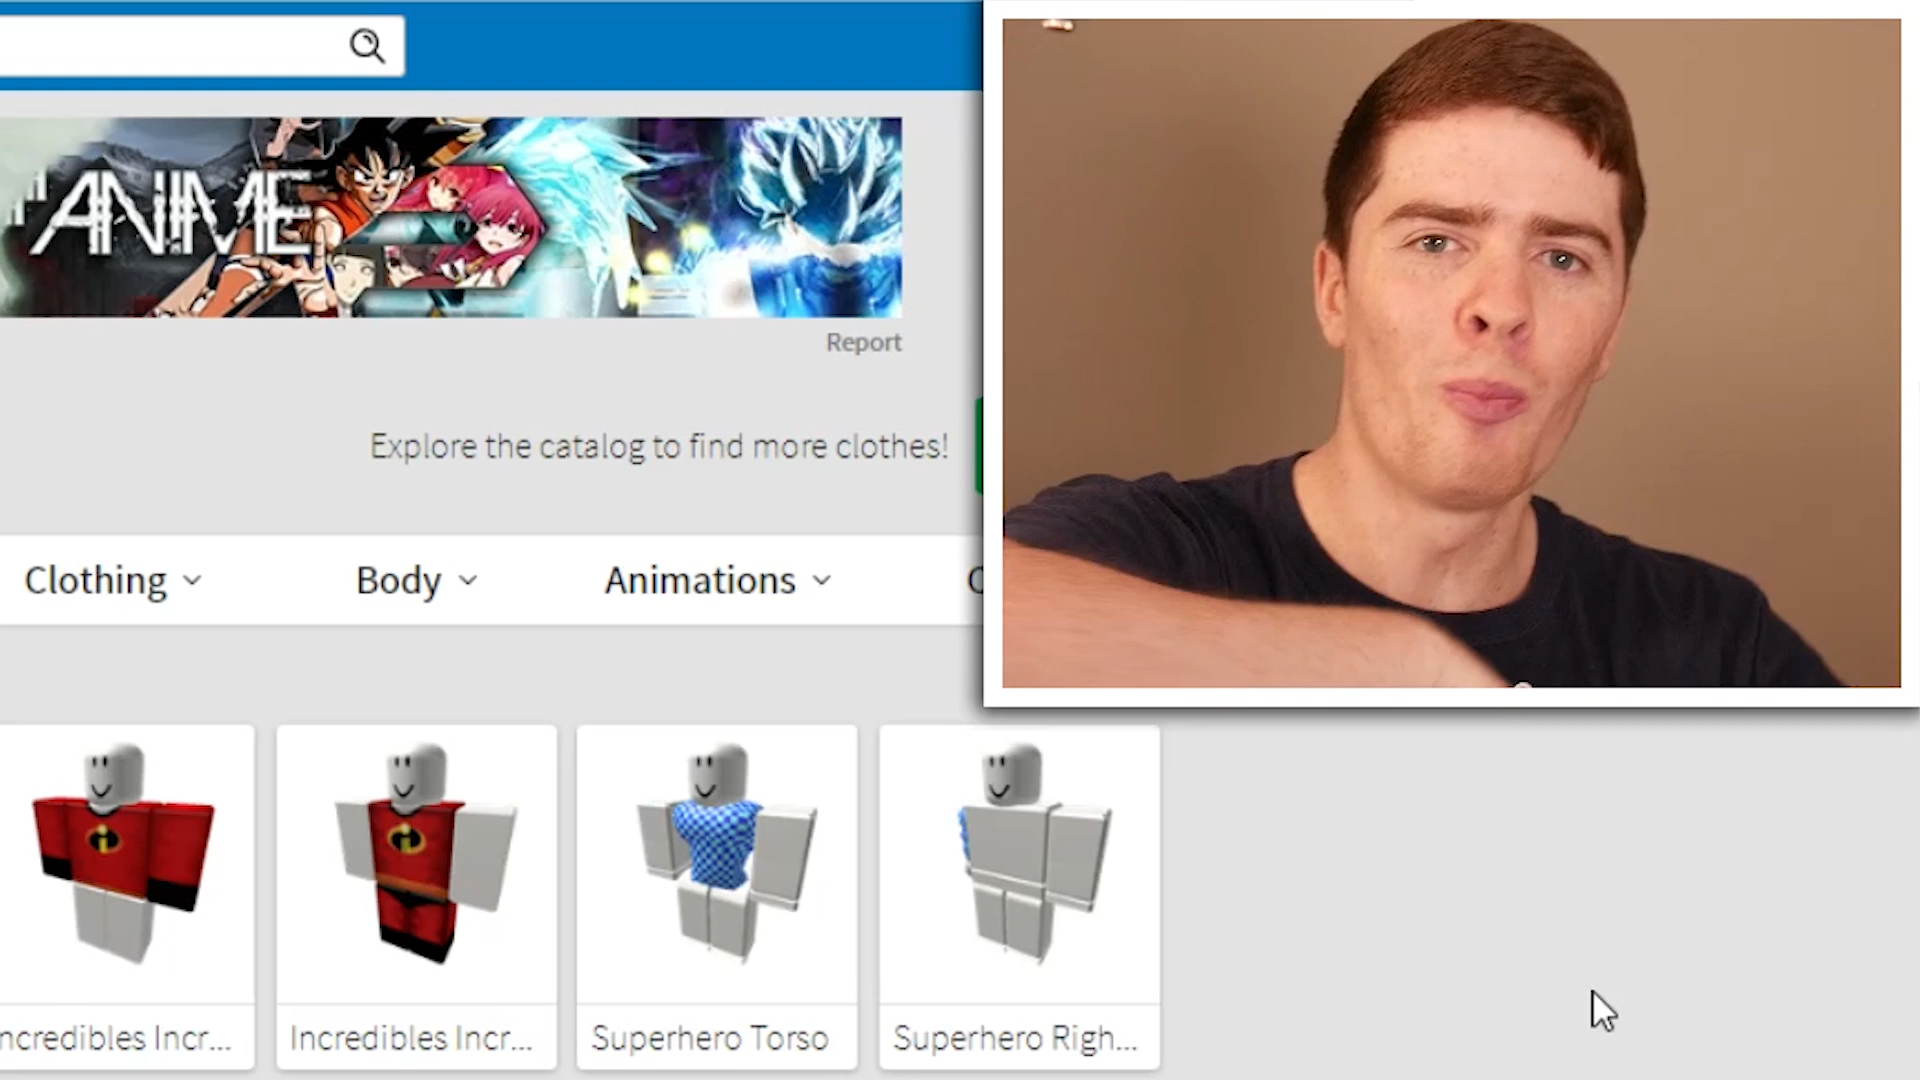 ANIME
Report
Explore the catalog to find more clothes!
Clothing
Body
Animations
ncredibles Incr...
Incredibles Incr...
Superhero Torso
Superhero Righ...